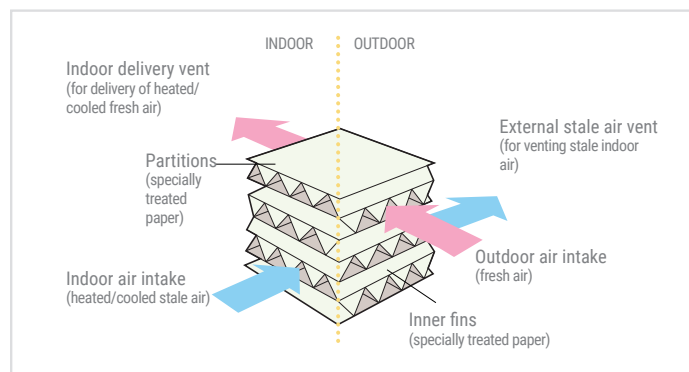 INDOOR
OUTDOOR
Indoor delivery vent
(for delivery of heated/
cooled fresh air)
External stale air vent
(for venting stale indoor
air)
Partitions
(specially
treated
paper)
Outdoor air intake
(fresh air)
Indoor air intake
(heated/cooled stale air)
Inner fins
(specially treated paper)